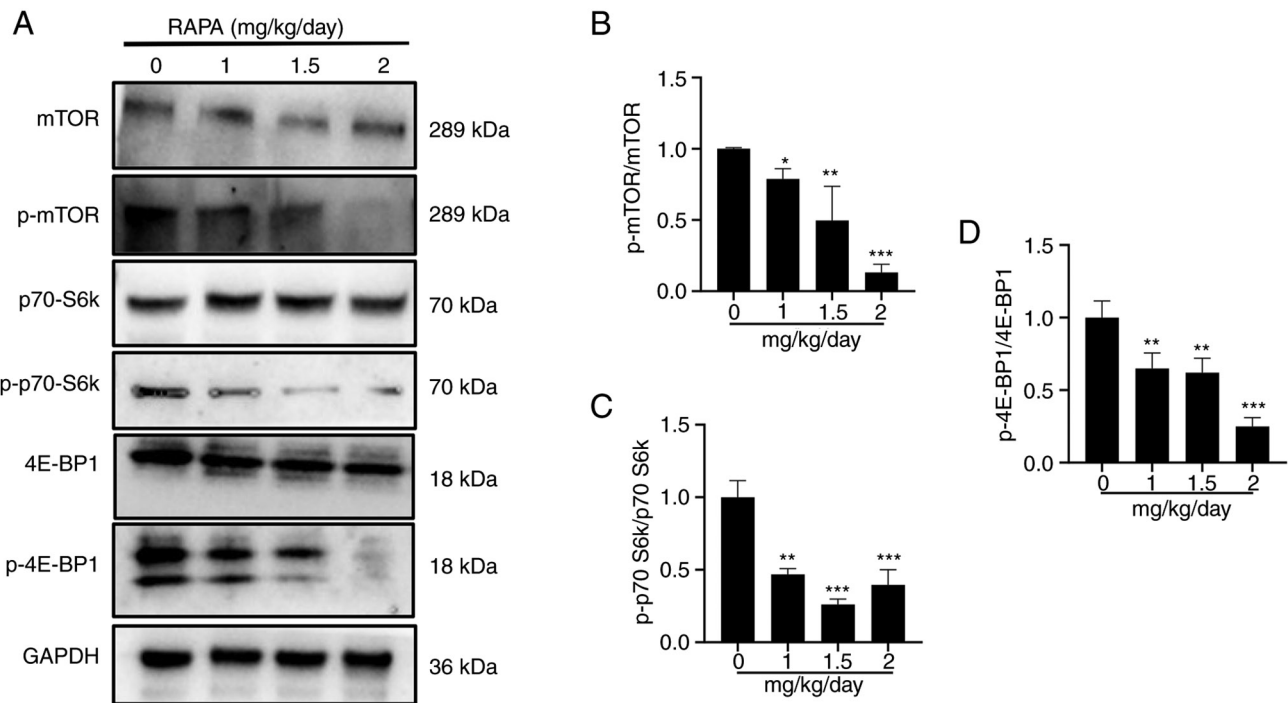 A
RAPA (mg/kg/day)
0 1 1.5 2
mTOR 289 kDa
p-mTOR 289 kDa
p70-S6k 70 kDa
p-p70-S6k 70 kDa
4E-BP1 18 kDa
p-4E-BP1 18 kDa
GAPDH 36 kDa
B
p-mTOR/mTOR
1.5
1.0
0.5
0.0
*
**
***
0 1 1.5 2
mg/kg/day
C
p-p70 S6k/p70 S6k
1.5
1.0
0.5
0.0
**
***
***
0 1 1.5 2
mg/kg/day
D
p-4E-BP1/4E-BP1
1.5
1.0
0.5
0.0
**
**
***
0 1 1.5 2
mg/kg/day